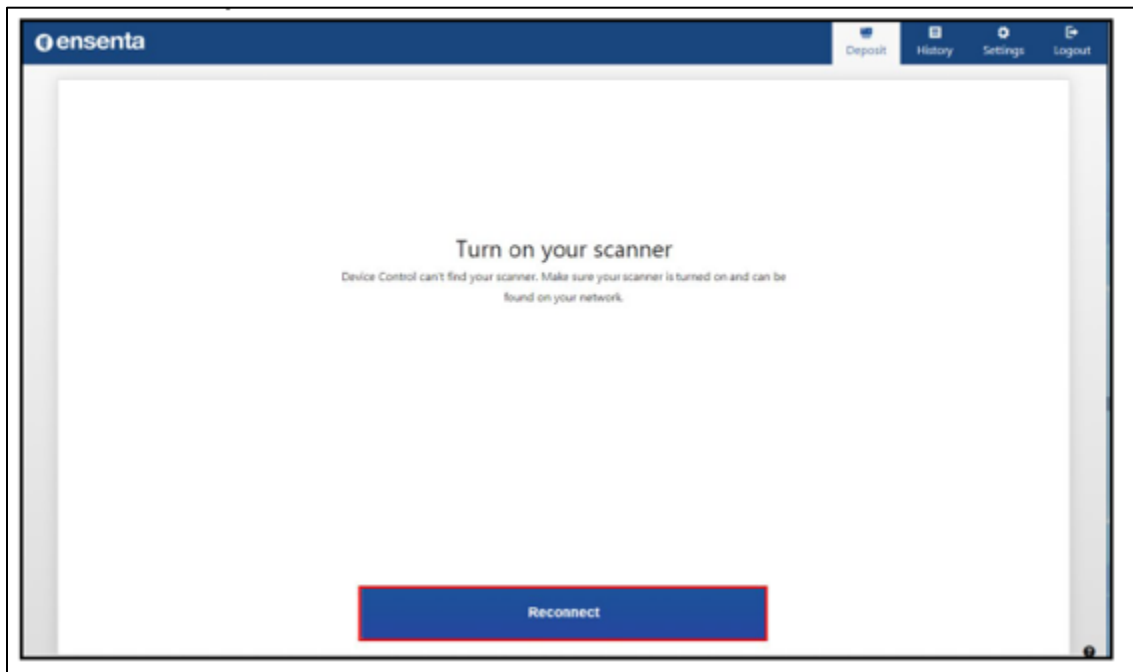 ensenta
Deposit
History
Settings
Logout
Turn on your scanner
Device Control can't find your scanner. Make sure your scanner is turned on and can be
found on your network.
Reconnect
?